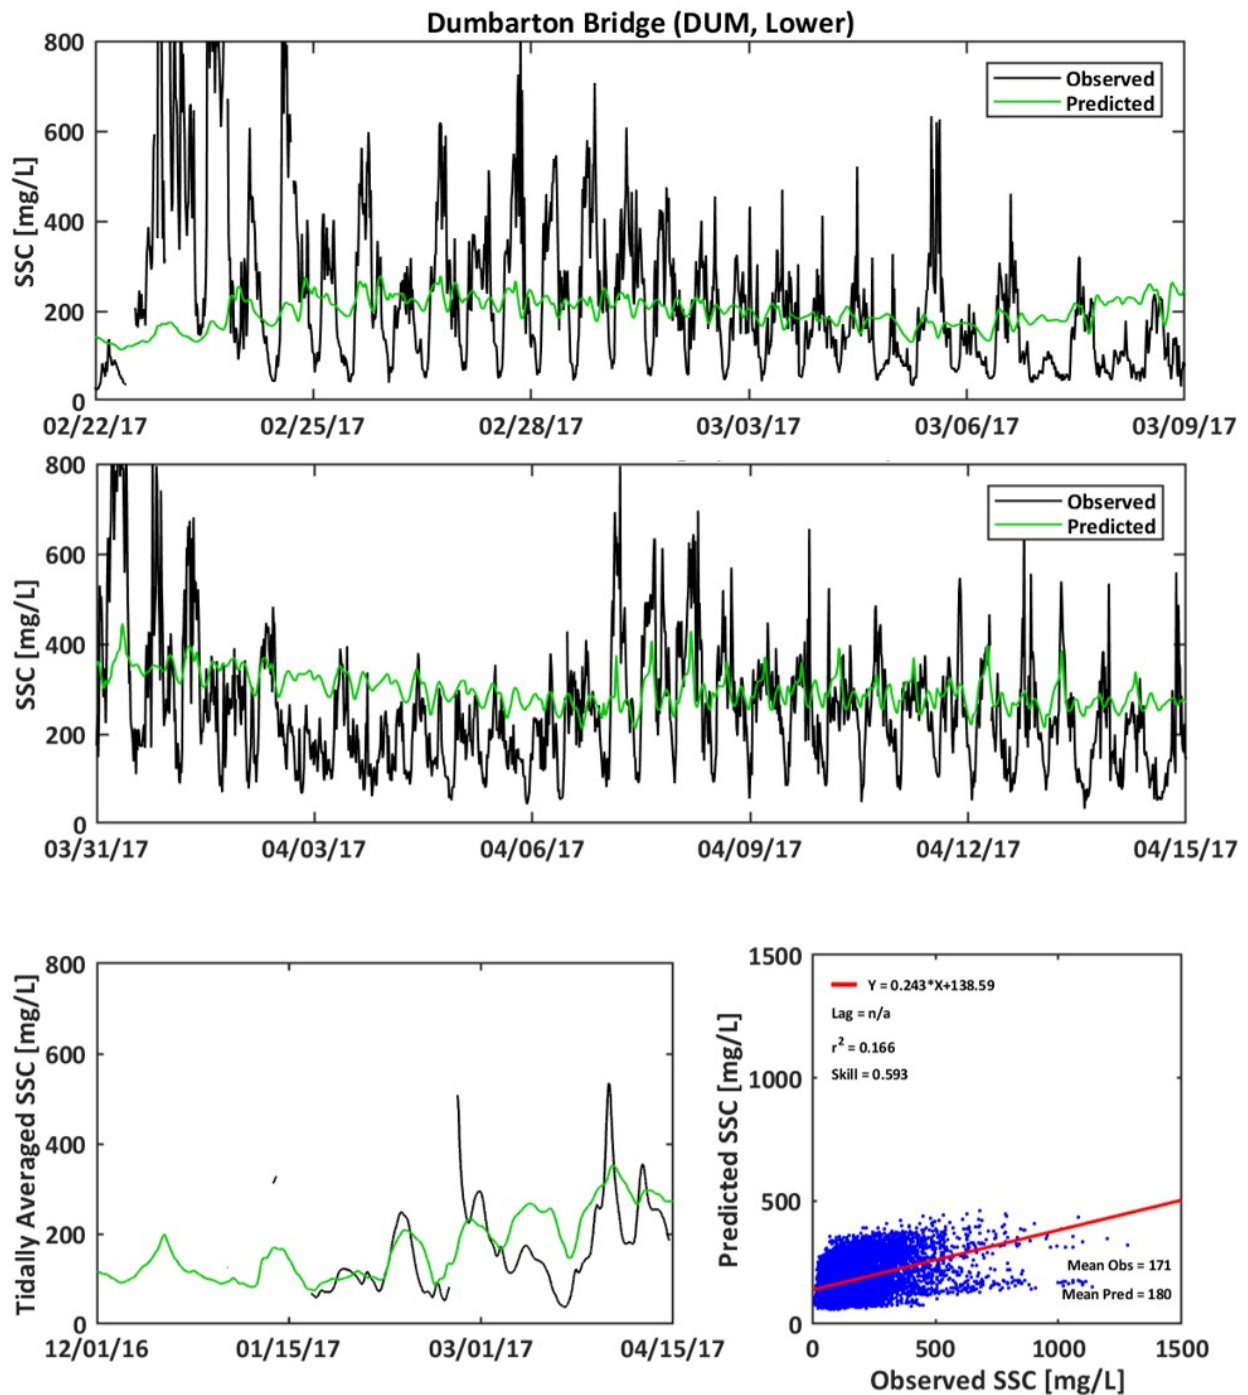 Dumbarton Bridge (DUM, Lower)
800
600
400
200
0
SSC [mg/L]
Observed
Predicted
02/22/17 02/25/17 02/28/17 03/03/17 03/06/17 03/09/17
800
600
400
200
0
SSC [mg/L]
Observed
Predicted
03/31/17 04/03/17 04/06/17 04/09/17 04/12/17 04/15/17
800
600
400
200
0
Tidally Averaged SSC [mg/L]
12/01/16 01/15/17 03/01/17 04/15/17
1500
1000
500
0
Predicted SSC [mg/L]
Y = 0.243*X+138.59
Lag = n/a
r² = 0.166
Skill = 0.593
Mean Obs = 171
Mean Pred = 180
0 500 1000 1500
Observed SSC [mg/L]